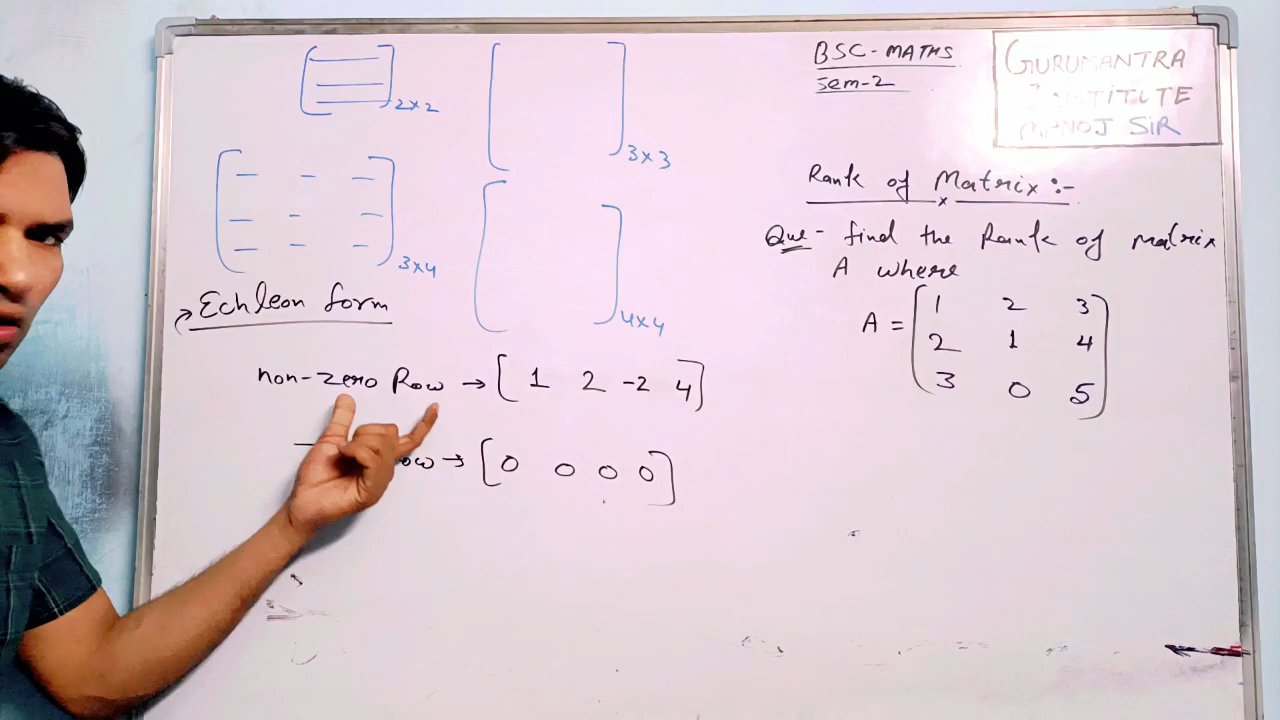 2×2
3×3
3×4
4×4
Echleon form
non-zero Row → [ 1 2 -2 4 ]
Row → [ 0 0 0 0 ]
BSC-MATHS
Sem-2
GURUMANTRA
INSTITUTE
MANOJ SIR
Rank of Matrix :-
Que - find the Rank of matrix
A where
A = [ 1 2 3
2 1 4
3 0 5 ]